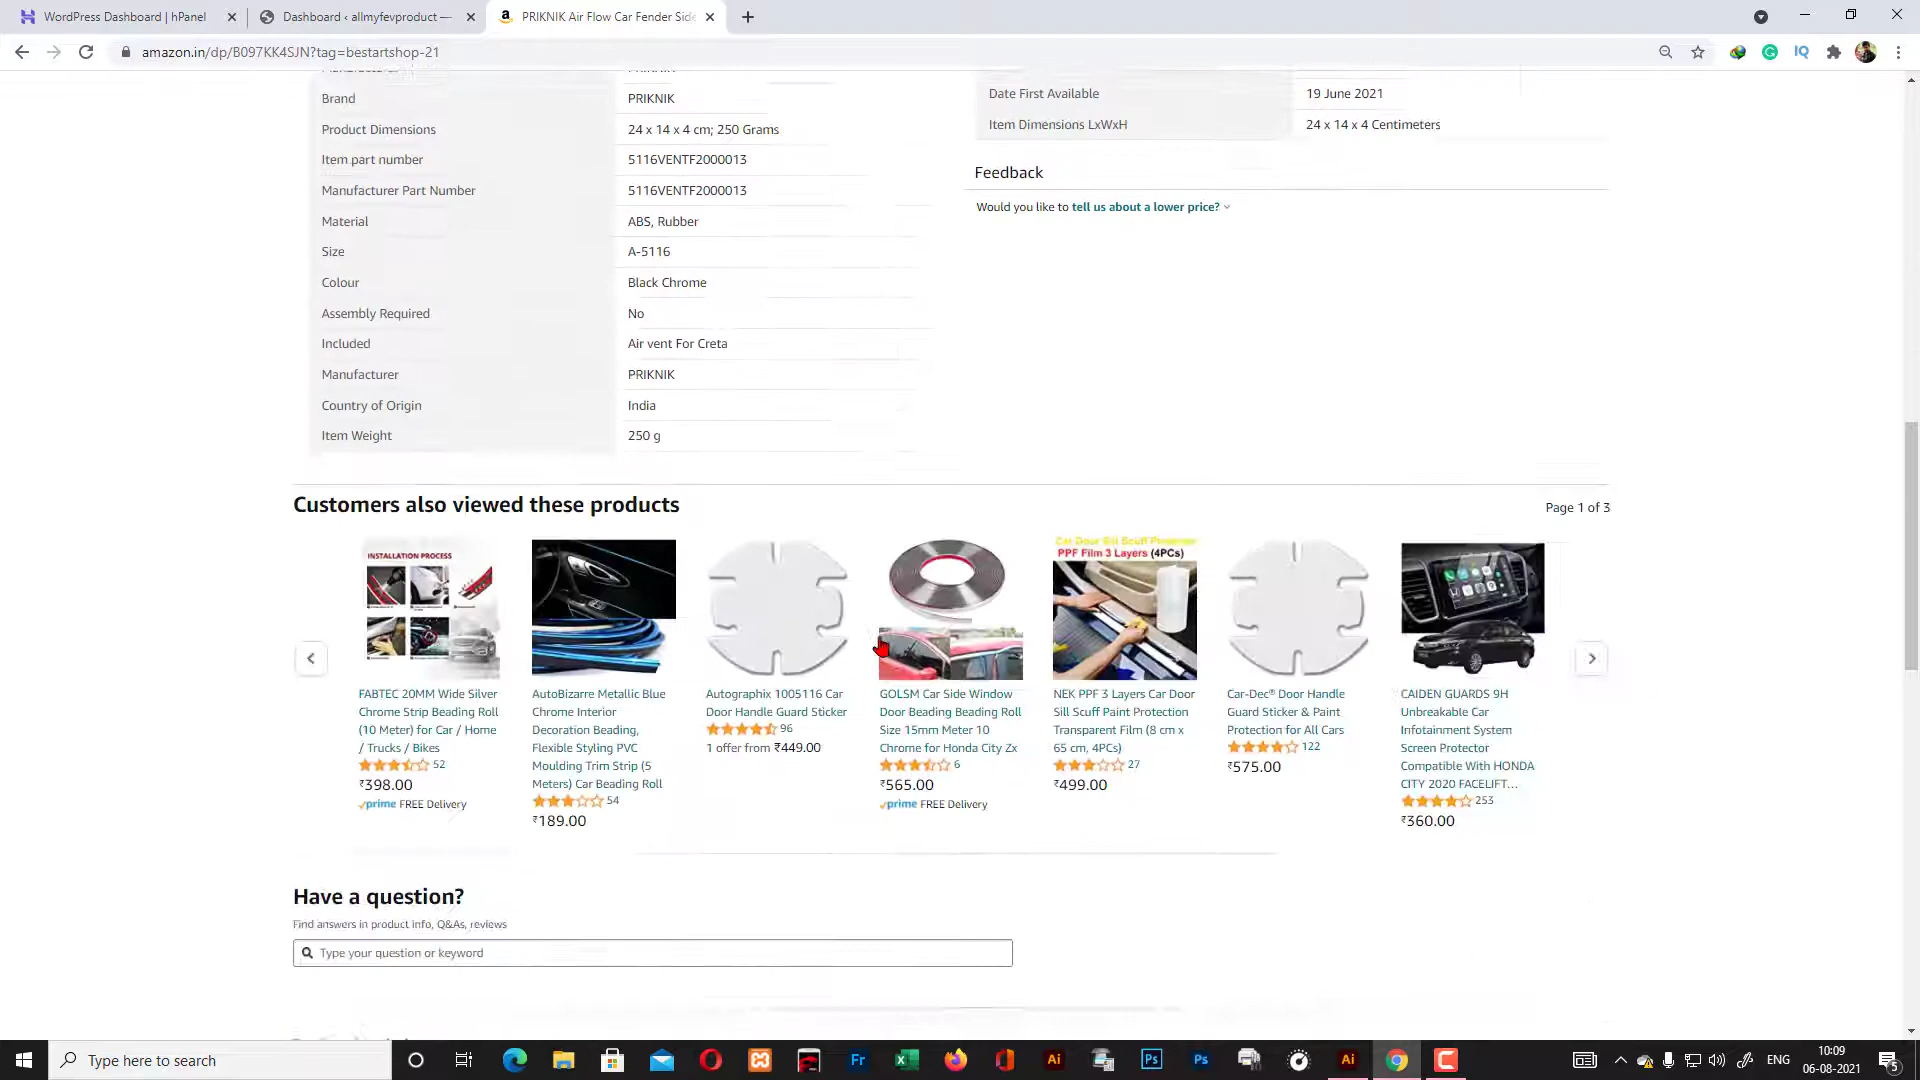 WordPress Dashboard | hPanel
Dashboard ‹ allmyfevproduct —
PRIKNIK Air Flow Car Fender Side
amazon.in/dp/B097KK4SJN?tag=bestartshop-21
Brand PRIKNIK
Product Dimensions 24 x 14 x 4 cm; 250 Grams
Item part number 5116VENTF2000013
Manufacturer Part Number 5116VENTF2000013
Material ABS, Rubber
Size A-5116
Colour Black Chrome
Assembly Required No
Included Air vent For Creta
Manufacturer PRIKNIK
Country of Origin India
Item Weight 250 g
Date First Available 19 June 2021
Item Dimensions LxWxH 24 x 14 x 4 Centimeters
Feedback
Would you like to tell us about a lower price?
Customers also viewed these products
Page 1 of 3
INSTALLATION PROCESS
FABTEC 20MM Wide Silver
Chrome Strip Beading Roll
(10 Meter) for Car / Home
/ Trucks / Bikes
52
₹398.00
prime FREE Delivery
AutoBizarre Metallic Blue
Chrome Interior
Decoration Beading,
Flexible Styling PVC
Moulding Trim Strip (5
Meters) Car Beading Roll
54
₹189.00
Autographix 1005116 Car
Door Handle Guard Sticker
96
1 offer from ₹449.00
GOLSM Car Side Window
Door Beading Beading Roll
Size 15mm Meter 10
Chrome for Honda City Zx
6
₹565.00
prime FREE Delivery
Car Door Sill Scuff Protector
PPF Film 3 Layers (4PCs)
NEK PPF 3 Layers Car Door
Sill Scuff Paint Protection
Transparent Film (8 cm x
65 cm, 4PCs)
27
₹499.00
Car-Dec® Door Handle
Guard Sticker & Paint
Protection for All Cars
122
₹575.00
CAIDEN GUARDS 9H
Unbreakable Car
Infotainment System
Screen Protector
Compatible With HONDA
CITY 2020 FACELIFT…
253
₹360.00
Have a question?
Find answers in product info, Q&As, reviews
Type your question or keyword
Type here to search
ENG
10:09
06-08-2021
5